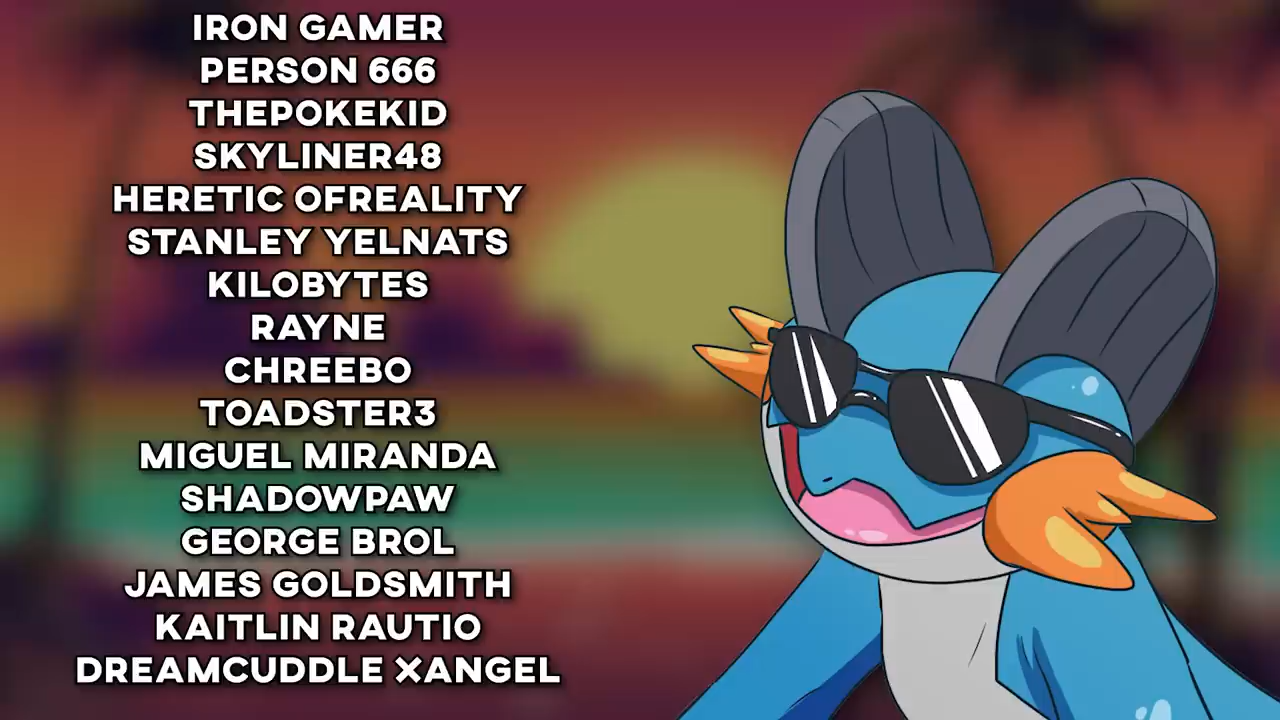 IRON GAMER
PERSON 666
THEPOKEKID
SKYLINER48
HERETIC OFREALITY
STANLEY YELNATS
KILOBYTES
RAYNE
CHREEBO
TOADSTER3
MIGUEL MIRANDA
SHADOWPAW
GEORGE BROL
JAMES GOLDSMITH
KAITLIN RAUTIO
DREAMCUDDLE XANGEL